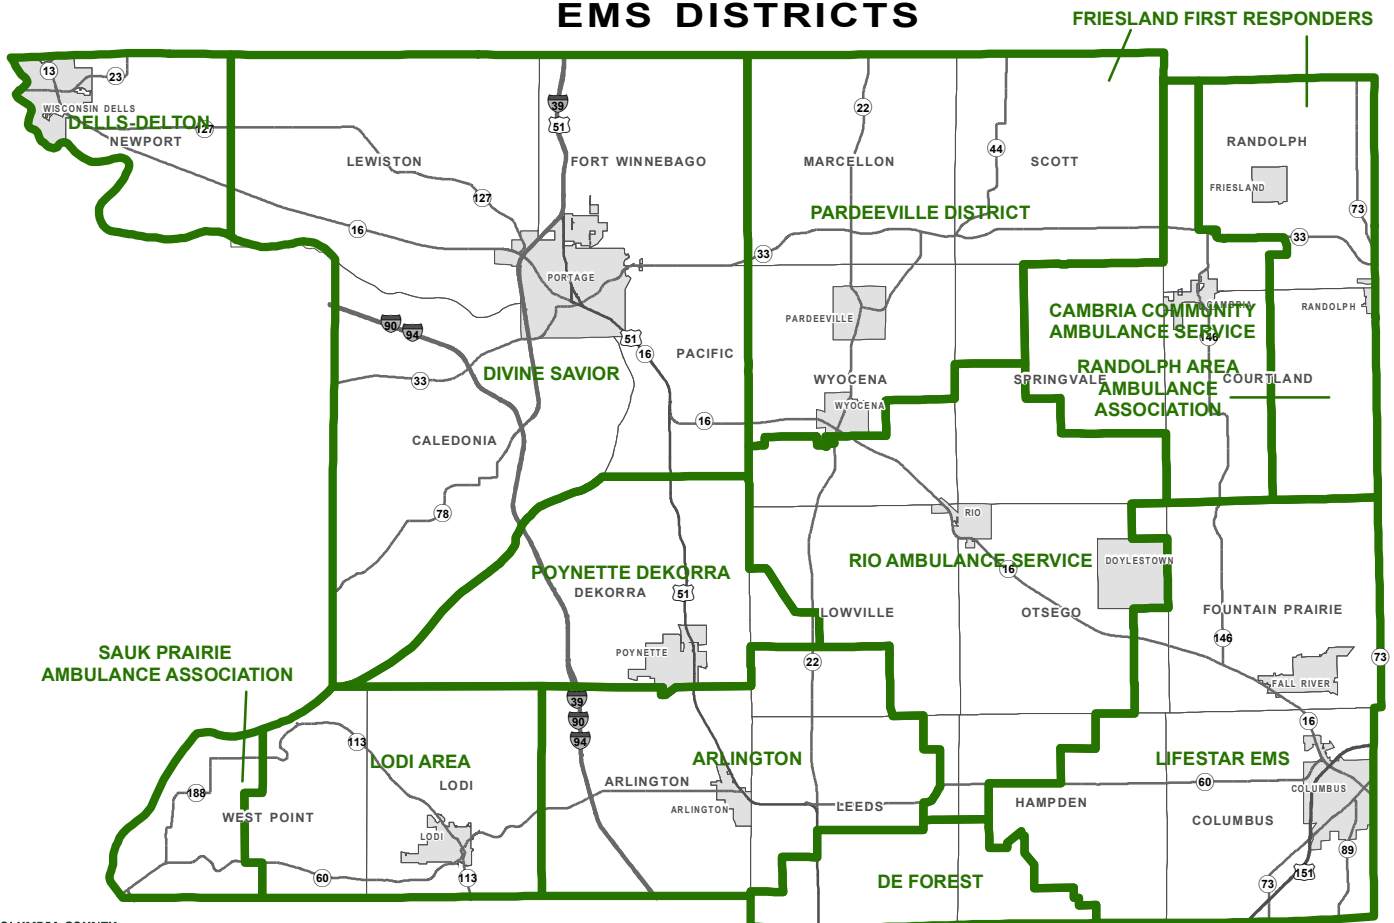 EMS DISTRICTS
FRIESLAND FIRST RESPONDERS
13
23
39
22
WISCONSIN DELLS
DELLS-DELTON
127
51
NEWPORT
44
RANDOLPH
LEWISTON
FORT WINNEBAGO
MARCELLON
SCOTT
FRIESLAND
127
73
PARDEEVILLE DISTRICT
16
33
33
PORTAGE
CAMBRIA
RANDOLPH
CAMBRIA COMMUNITY
AMBULANCE SERVICE
PARDEEVILLE
90
94
51
146
16
PACIFIC
RANDOLPH AREA
AMBULANCE
ASSOCIATION
DIVINE SAVIOR
33
WYOCENA
SPRINGVALE
COURTLAND
WYOCENA
16
CALEDONIA
78
RIO
RIO AMBULANCE SERVICE
DOYLESTOWN
16
POYNETTE DEKORRA
DEKORRA
51
LOWVILLE
OTSEGO
FOUNTAIN PRAIRIE
146
SAUK PRAIRIE
AMBULANCE ASSOCIATION
POYNETTE
22
73
FALL RIVER
39
90
94
16
113
LODI AREA
ARLINGTON
LIFESTAR EMS
LODI
ARLINGTON
60
COLUMBUS
188
ARLINGTON
LEEDS
HAMPDEN
WEST POINT
COLUMBUS
LODI
89
60
113
DE FOREST
73
151